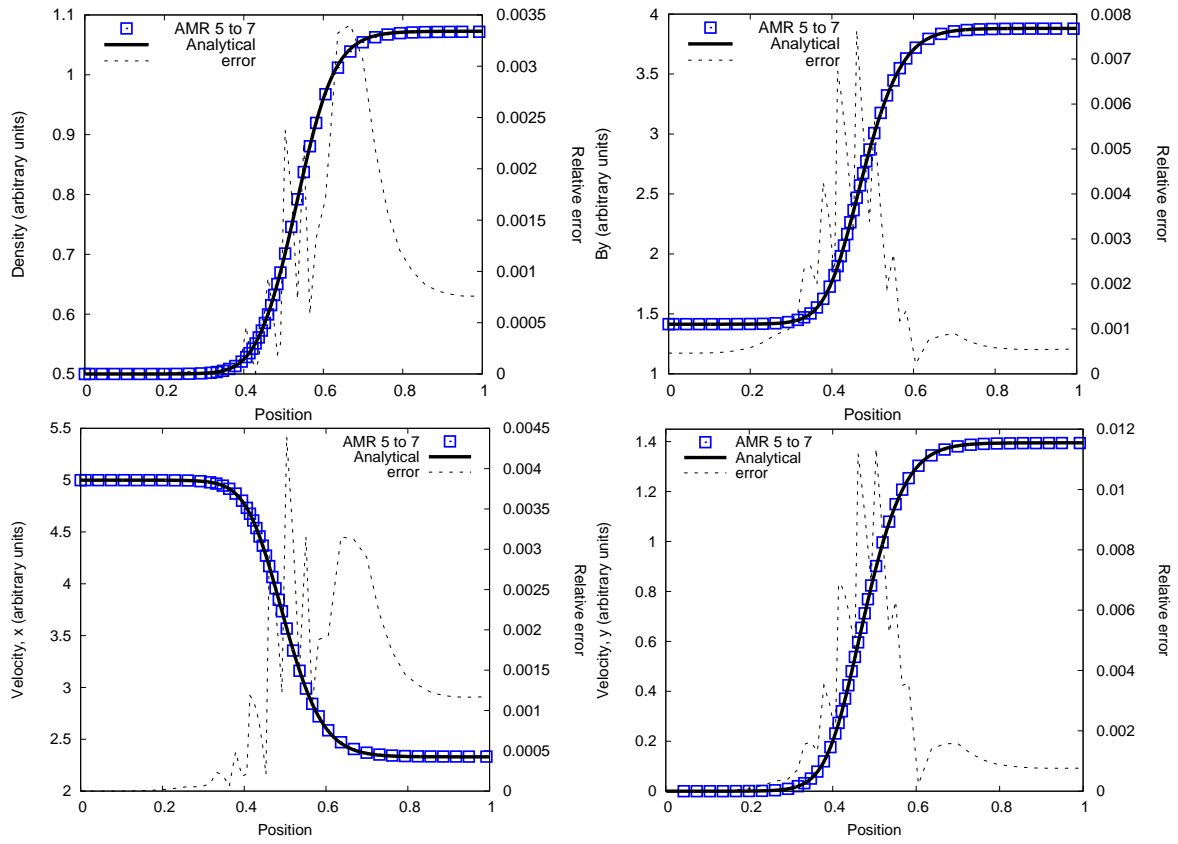 AMR 5 to 7
Analytical
error
1.1
1
0.9
0.8
0.7
0.6
0.5
Density (arbitrary units)
0.0035
0.003
0.0025
0.002
0.0015
0.001
0.0005
0
Relative error
0 0.2 0.4 0.6 0.8 1
Position
AMR 5 to 7
Analytical
error
4
3.5
3
2.5
2
1.5
1
By (arbitrary units)
0.008
0.007
0.006
0.005
0.004
0.003
0.002
0.001
0
Relative error
0 0.2 0.4 0.6 0.8 1
Position
AMR 5 to 7
Analytical
error
5.5
5
4.5
4
3.5
3
2.5
2
Velocity, x (arbitrary units)
0.0045
0.004
0.0035
0.003
0.0025
0.002
0.0015
0.001
0.0005
0
Relative error
0 0.2 0.4 0.6 0.8 1
Position
AMR 5 to 7
Analytical
error
1.4
1.2
1
0.8
0.6
0.4
0.2
0
Velocity, y (arbitrary units)
0.012
0.01
0.008
0.006
0.004
0.002
0
Relative error
0 0.2 0.4 0.6 0.8 1
Position